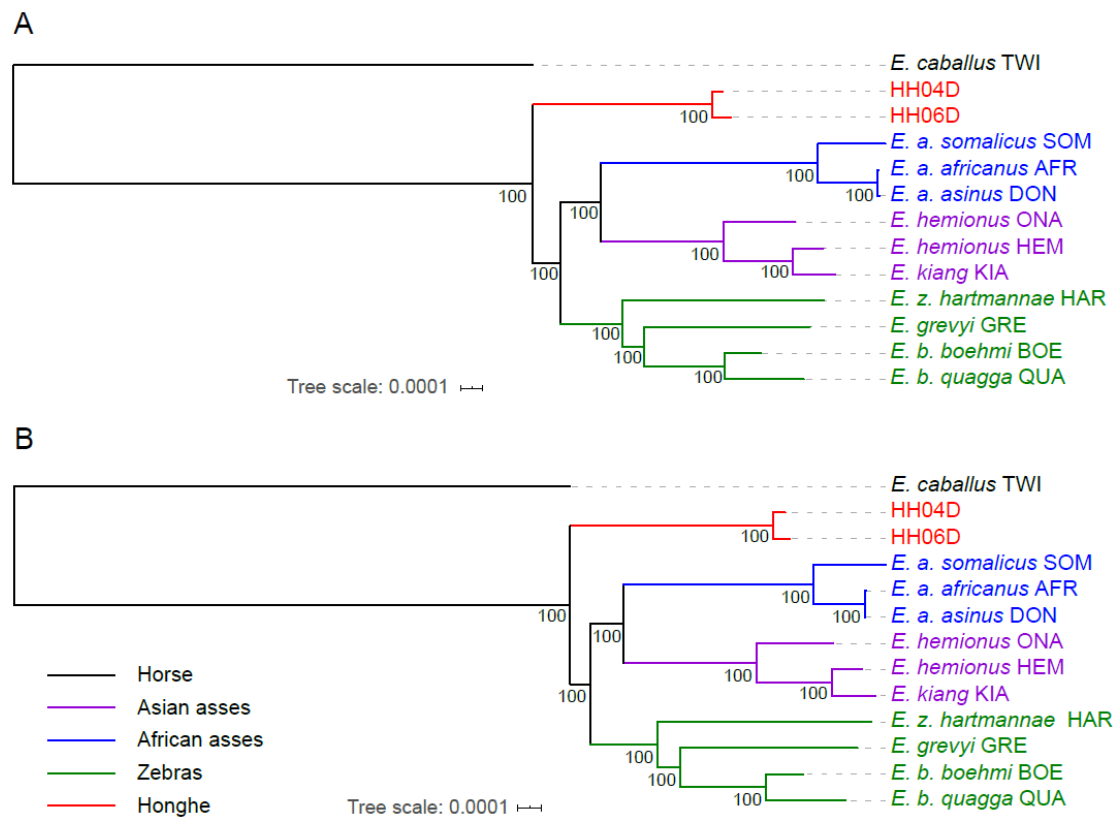 A
E. caballus TWI
HH04D
100
HH06D
E. a. somalicus SOM
100
E. a. africanus AFR
100
E. a. asinus DON
100
100
E. hemionus ONA
100
E. hemionus HEM
100
E. kiang KIA
100
E. z. hartmannae HAR
100
E. grevyi GRE
100
E. b. boehmi BOE
100
E. b. quagga QUA
Tree scale: 0.0001
B
E. caballus TWI
HH04D
100
HH06D
E. a. somalicus SOM
100
E. a. africanus AFR
100
E. a. asinus DON
100
100
E. hemionus ONA
100
E. hemionus HEM
100
E. kiang KIA
100
E. z. hartmannae HAR
100
E. grevyi GRE
100
E. b. boehmi BOE
100
E. b. quagga QUA
Horse
Asian asses
African asses
Zebras
Honghe
Tree scale: 0.0001